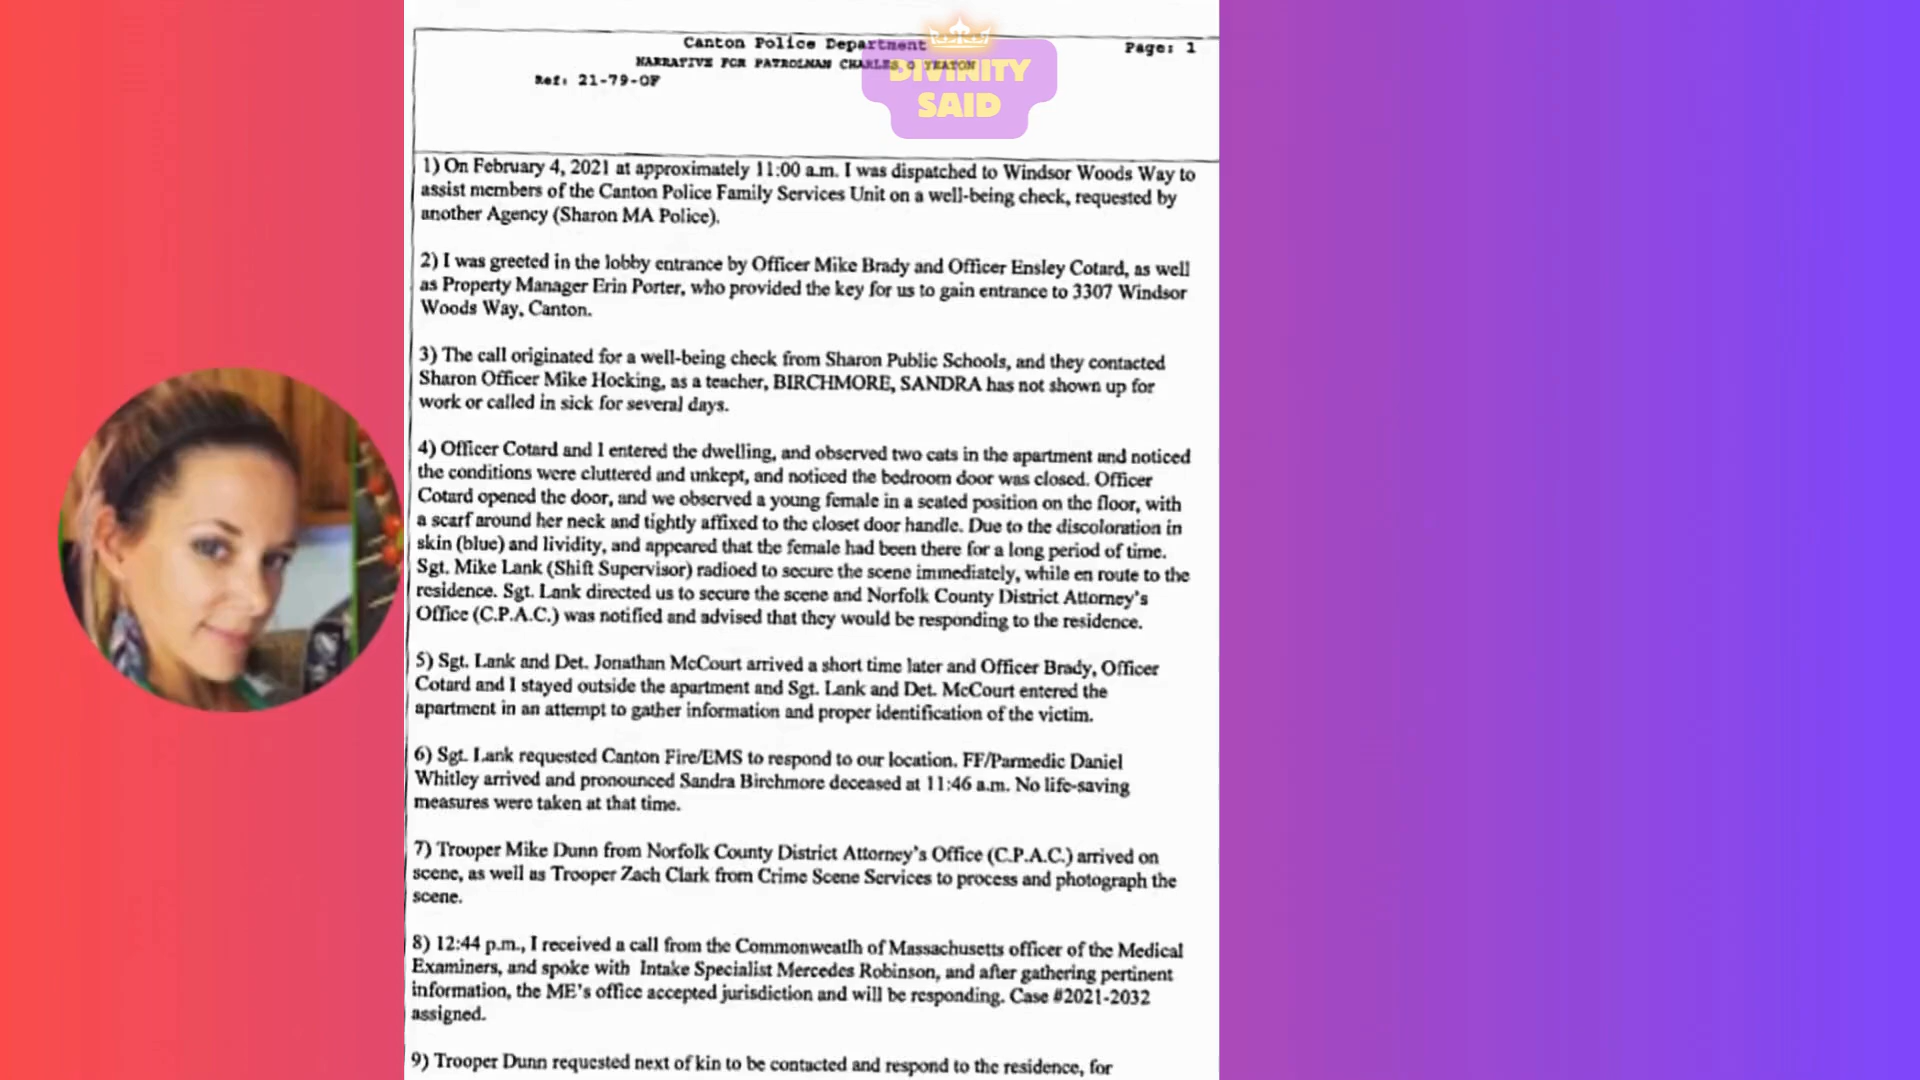 Canton Police Department
Page: 1
NARRATIVE FOR PATROLMAN CHARLES O YEATON
Ref: 21-79-OF
DIVINITY
SAID
1) On February 4, 2021 at approximately 11:00 a.m. I was dispatched to Windsor Woods Way to
assist members of the Canton Police Family Services Unit on a well-being check, requested by
another Agency (Sharon MA Police).
2) I was greeted in the lobby entrance by Officer Mike Brady and Officer Ensley Cotard, as well
as Property Manager Erin Porter, who provided the key for us to gain entrance to 3307 Windsor
Woods Way, Canton.
3) The call originated for a well-being check from Sharon Public Schools, and they contacted
Sharon Officer Mike Hocking, as a teacher, BIRCHMORE, SANDRA has not shown up for
work or called in sick for several days.
4) Officer Cotard and I entered the dwelling, and observed two cats in the apartment and noticed
the conditions were cluttered and unkept, and noticed the bedroom door was closed. Officer
Cotard opened the door, and we observed a young female in a seated position on the floor, with
a scarf around her neck and tightly affixed to the closet door handle. Due to the discoloration in
skin (blue) and lividity, and appeared that the female had been there for a long period of time.
Sgt. Mike Lank (Shift Supervisor) radioed to secure the scene immediately, while en route to the
residence. Sgt. Lank directed us to secure the scene and Norfolk County District Attorney's
Office (C.P.A.C.) was notified and advised that they would be responding to the residence.
5) Sgt. Lank and Det. Jonathan McCourt arrived a short time later and Officer Brady, Officer
Cotard and I stayed outside the apartment and Sgt. Lank and Det. McCourt entered the
apartment in an attempt to gather information and proper identification of the victim.
6) Sgt. Lank requested Canton Fire/EMS to respond to our location. FF/Parmedic Daniel
Whitley arrived and pronounced Sandra Birchmore deceased at 11:46 a.m. No life-saving
measures were taken at that time.
7) Trooper Mike Dunn from Norfolk County District Attorney's Office (C.P.A.C.) arrived on
scene, as well as Trooper Zach Clark from Crime Scene Services to process and photograph the
scene.
8) 12:44 p.m., I received a call from the Commonweatlh of Massachusetts officer of the Medical
Examiners, and spoke with Intake Specialist Mercedes Robinson, and after gathering pertinent
information, the ME's office accepted jurisdiction and will be responding. Case #2021-2032
assigned.
9) Trooper Dunn requested next of kin to be contacted and respond to the residence, for